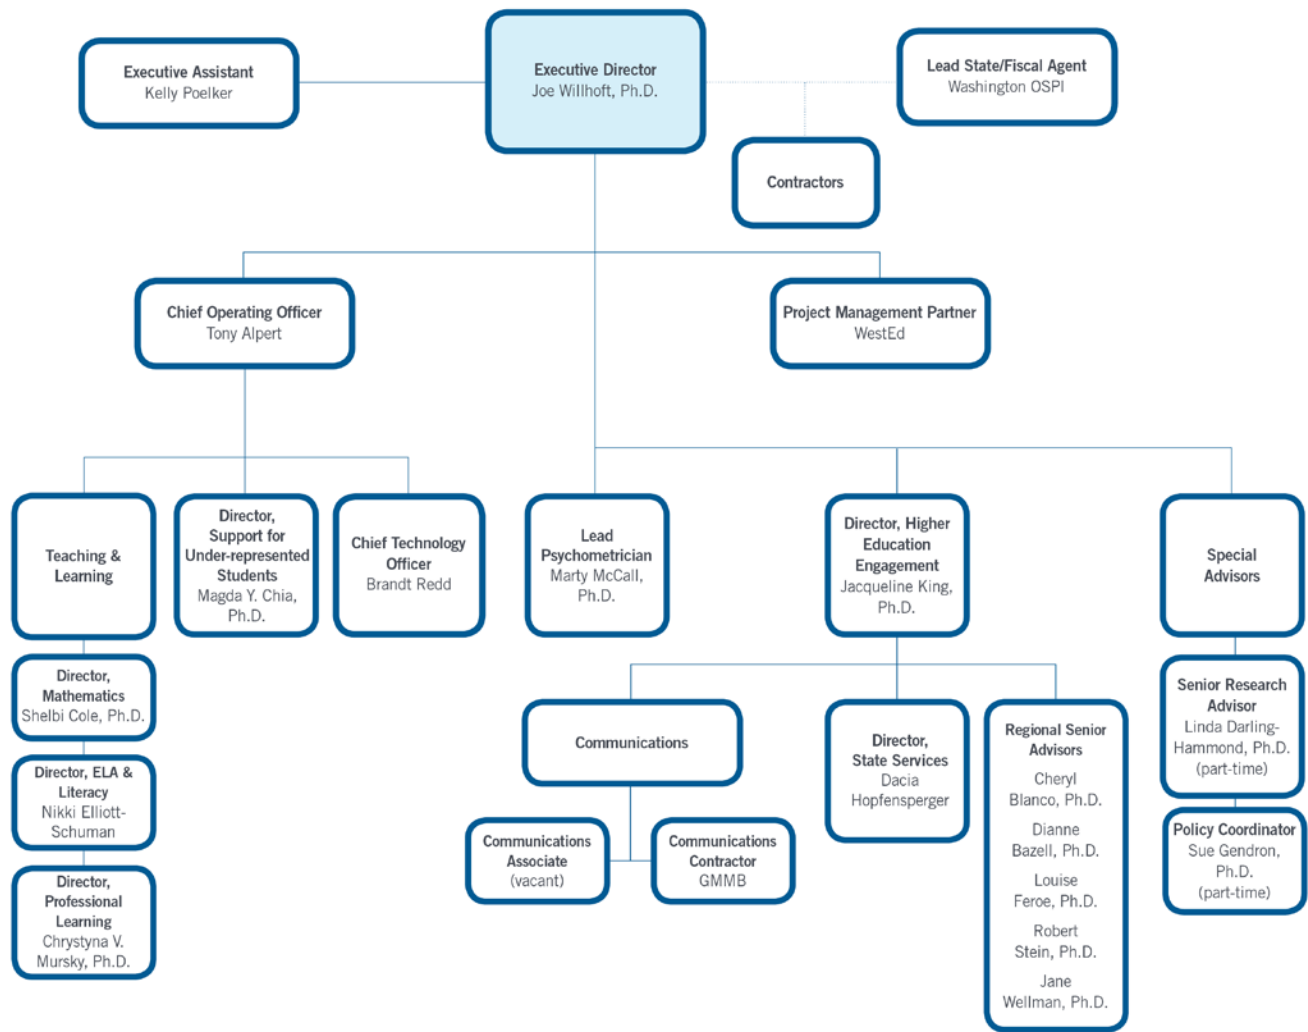 Executive Assistant
Kelly Poelker
Executive Director
Joe Willhoft, Ph.D.
Lead State/Fiscal Agent
Washington OSPI
Contractors
Chief Operating Officer
Tony Alpert
Project Management Partner
WestEd
Teaching &
Learning
Director,
Support for
Under-represented
Students
Magda Y. Chia,
Ph.D.
Chief Technology
Officer
Brandt Redd
Lead
Psychometrician
Marty McCall,
Ph.D.
Director, Higher
Education
Engagement
Jacqueline King,
Ph.D.
Special
Advisors
Director,
Mathematics
Shelbi Cole, Ph.D.
Director, ELA &
Literacy
Nikki Elliott-
Schuman
Director,
Professional
Learning
Chrystyna V.
Mursky, Ph.D.
Communications
Communications
Associate
(vacant)
Communications
Contractor
GMMB
Director,
State Services
Dacia
Hopfensperger
Regional Senior
Advisors
Cheryl
Blanco, Ph.D.
Dianne
Bazell, Ph.D.
Louise
Feroe, Ph.D.
Robert
Stein, Ph.D.
Jane
Wellman, Ph.D.
Senior Research
Advisor
Linda Darling-
Hammond, Ph.D.
(part-time)
Policy Coordinator
Sue Gendron,
Ph.D.
(part-time)